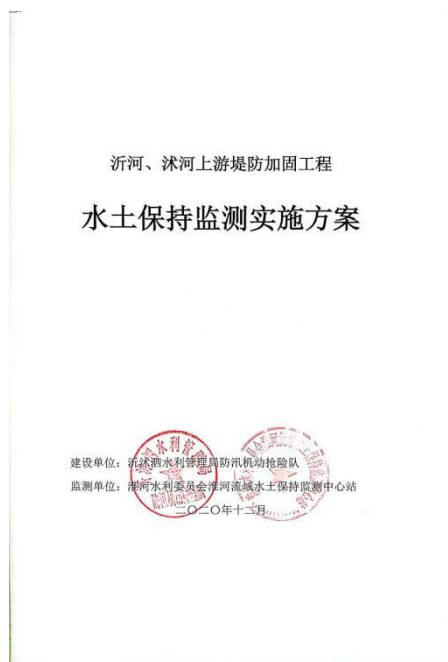 沂河、沭河上游堤防加固工程
水土保持监测实施方案
建设单位：沂沭泗水利管理局防汛机动抢险队
监测单位：淮河水利委员会淮河流域水土保持监测中心站
二〇二〇年十二月